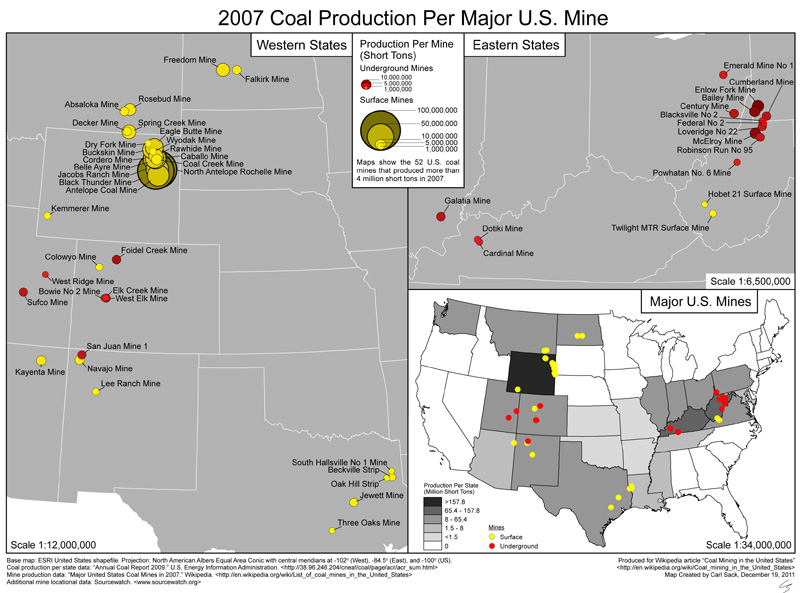 2007 Coal Production Per Major U.S. Mine
Western States
Production Per Mine
(Short Tons)
Underground Mines
10,000,000
5,000,000
1,000,000
Surface Mines
100,000,000
50,000,000
10,000,000
5,000,000
1,000,000
Maps show the 52 U.S. coal
mines that produced more than
4 million short tons in 2007.
Eastern States
Freedom Mine
Falkirk Mine
Rosebud Mine
Absaloka Mine
Decker Mine
Spring Creek Mine
Eagle Butte Mine
Wyodak Mine
Dry Fork Mine
Rawhide Mine
Buckskin Mine
Caballo Mine
Cordero Mine
Coal Creek Mine
Belle Ayre Mine
North Antelope Rochelle Mine
Jacobs Ranch Mine
Black Thunder Mine
Antelope Coal Mine
Kemmerer Mine
Foidel Creek Mine
Colowyo Mine
West Ridge Mine
Bowie No 2 Mine
Elk Creek Mine
West Elk Mine
Sufco Mine
San Juan Mine 1
Kayenta Mine
Navajo Mine
Lee Ranch Mine
South Hallsville No 1 Mine
Beckville Strip
Oak Hill Strip
Jewett Mine
Three Oaks Mine
Scale 1:12,000,000
Emerald Mine No 1
Cumberland Mine
Enlow Fork Mine
Bailey Mine
Century Mine
Blacksville No 2
Federal No 2
Loveridge No 22
McElroy Mine
Robinson Run No 95
Powhatan No. 6 Mine
Hobet 21 Surface Mine
Galatia Mine
Dotiki Mine
Twilight MTR Surface Mine
Cardinal Mine
Scale 1:6,500,000
Major U.S. Mines
Production Per State
(Million Short Tons)
>157.8
65.4 - 157.8
8 - 65.4
1.5 - 8
<1.5
0
Mines
Surface
Underground
Scale 1:34,000,000
Base map: ESRI United States shapefile. Projection: North American Albers Equal Area Conic with central meridians at -102° (West), -84.5° (East), and -100° (US).
Coal production per state data: "Annual Coal Report 2009." U.S. Energy Information Administration. <http://38.96.246.204/cneaf/coal/page/acr/acr_sum.html>
Mine production data: "Major United States Coal Mines in 2007." Wikipedia. <http://en.wikipedia.org/wiki/List_of_coal_mines_in_the_United_States>
Additional mine locational data: Sourcewatch. <www.sourcewatch.org>
Produced for Wikipedia article "Coal Mining in the United States"
<http://en.wikipedia.org/wiki/Coal_mining_in_the_United_States>
Map Created by Carl Sack, December 19, 2011